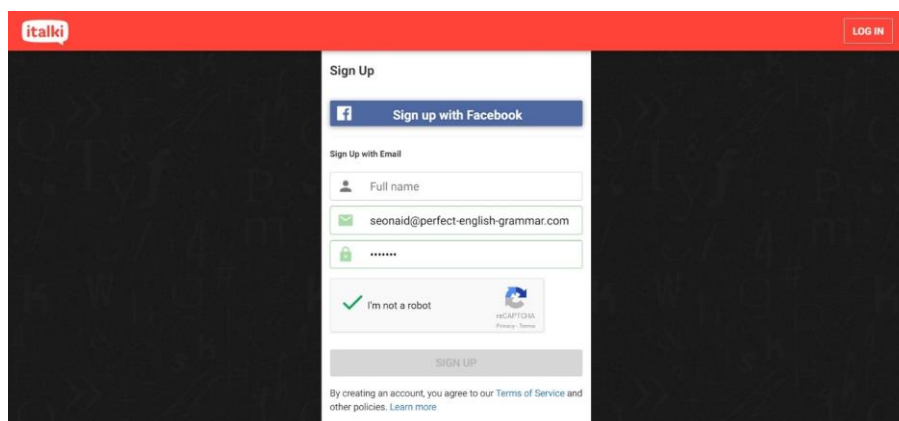 italki
LOG IN
Sign Up
Sign up with Facebook
Sign Up with Email
Full name
seonaid@perfect-english-grammar.com
•••••••
I'm not a robot
reCAPTCHA
Privacy - Terms
SIGN UP
By creating an account, you agree to our Terms of Service and
other policies. Learn more